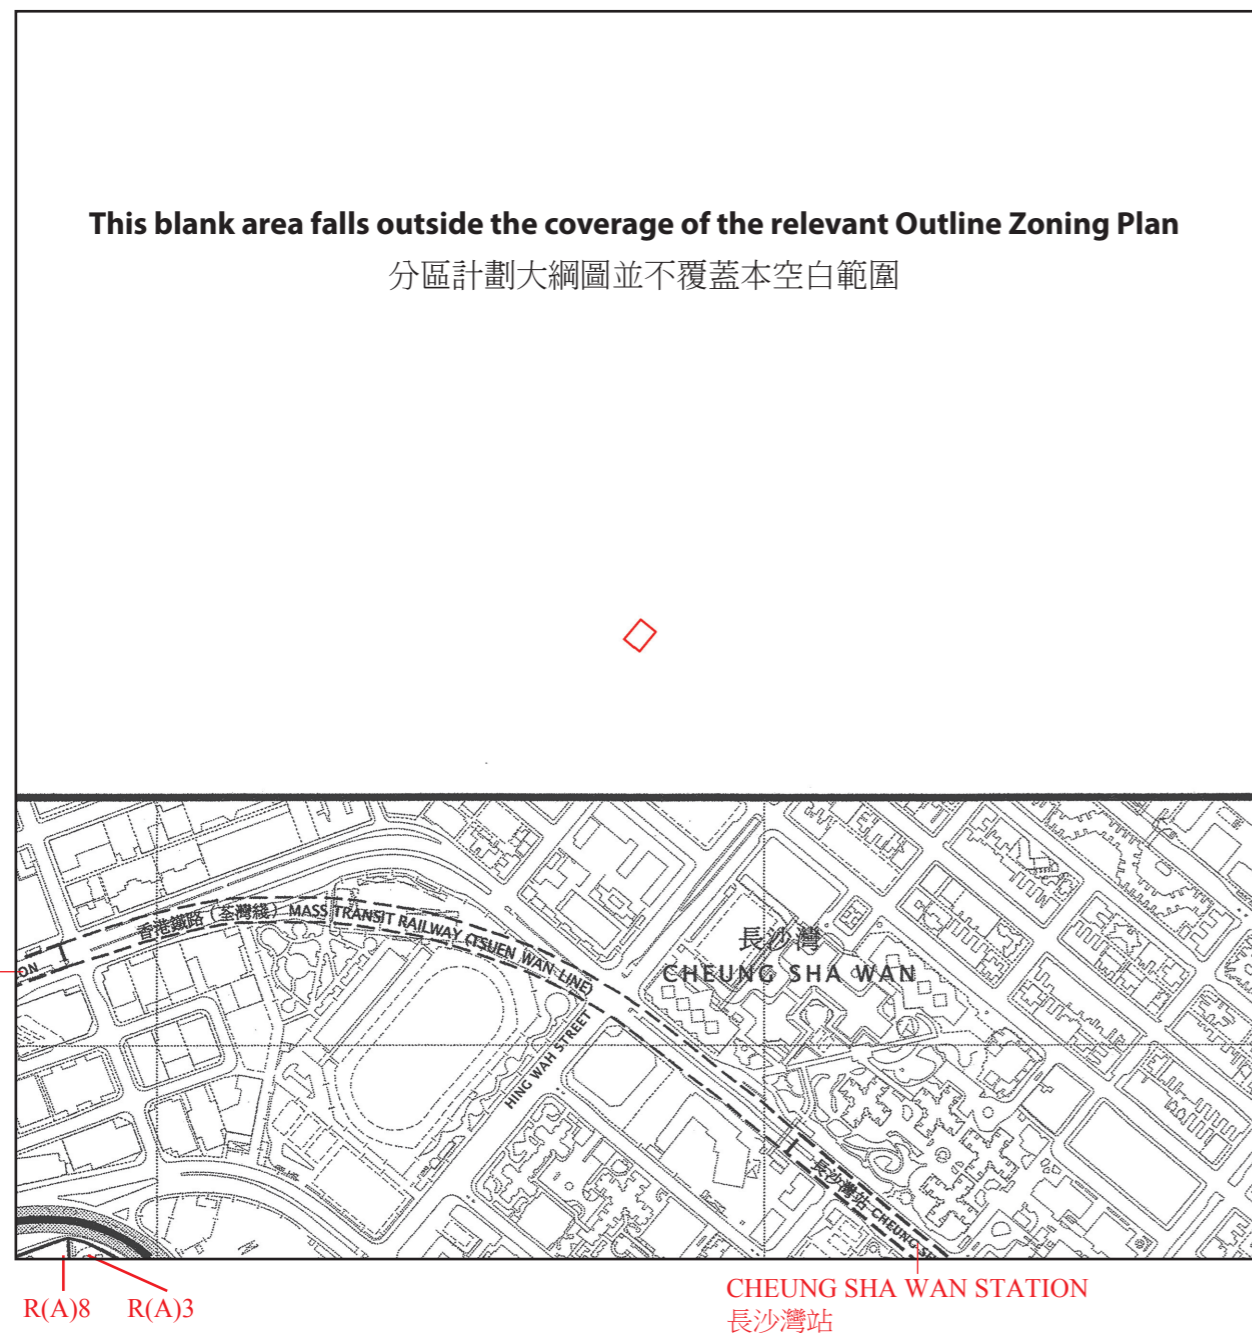 This blank area falls outside the coverage of the relevant Outline Zoning Plan
分區計劃大綱圖並不覆蓋本空白範圍
香港鐵路（荃灣綫）MASS TRANSIT RAILWAY (TSUEN WAN LINE)
長沙灣
CHEUNG SHA WAN
ON
HING WAH STREET
長沙灣站 CHEUNG SH
R(A)8
R(A)3
CHEUNG SHA WAN STATION
長沙灣站